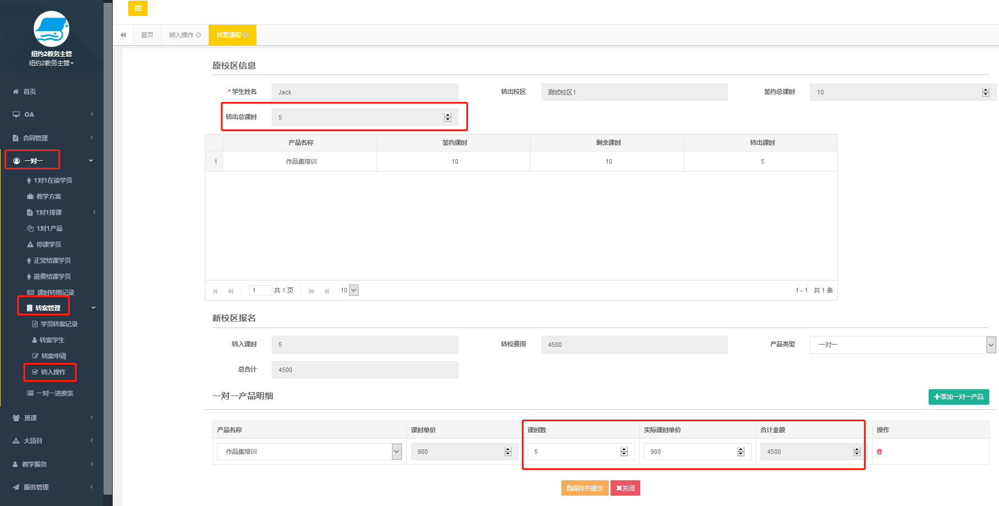 纽约2教务主管
纽约2教务主管
首页
OA
合同管理
一对一
1对1在读学员
教学方案
1对1排课
1对1产品
停课学员
正常结课学员
退费结课学员
课时转赠记录
转案管理
学员转案记录
转案学生
转案申请
转入操作
一对一进度条
班课
大项目
教学服务
服务管理
首页 转入操作 转案课程
原校区信息
*学生姓名 Jack 转出校区 测试校区1 签约总课时 10
转出总课时 5
产品名称 签约课时 剩余课时 转出课时
1 作品集培训 10 10 5
1 共 1 页 10 1 - 1 共 1 条
新校区报名
转入课时 5 转校费用 4500 产品类型 一对一
总合计 4500
一对一产品明细 添加一对一产品
产品名称 课时单价 课时数 实际课时单价 合计金额 操作
作品集培训 900 5 900 4500
保存并提交 关闭